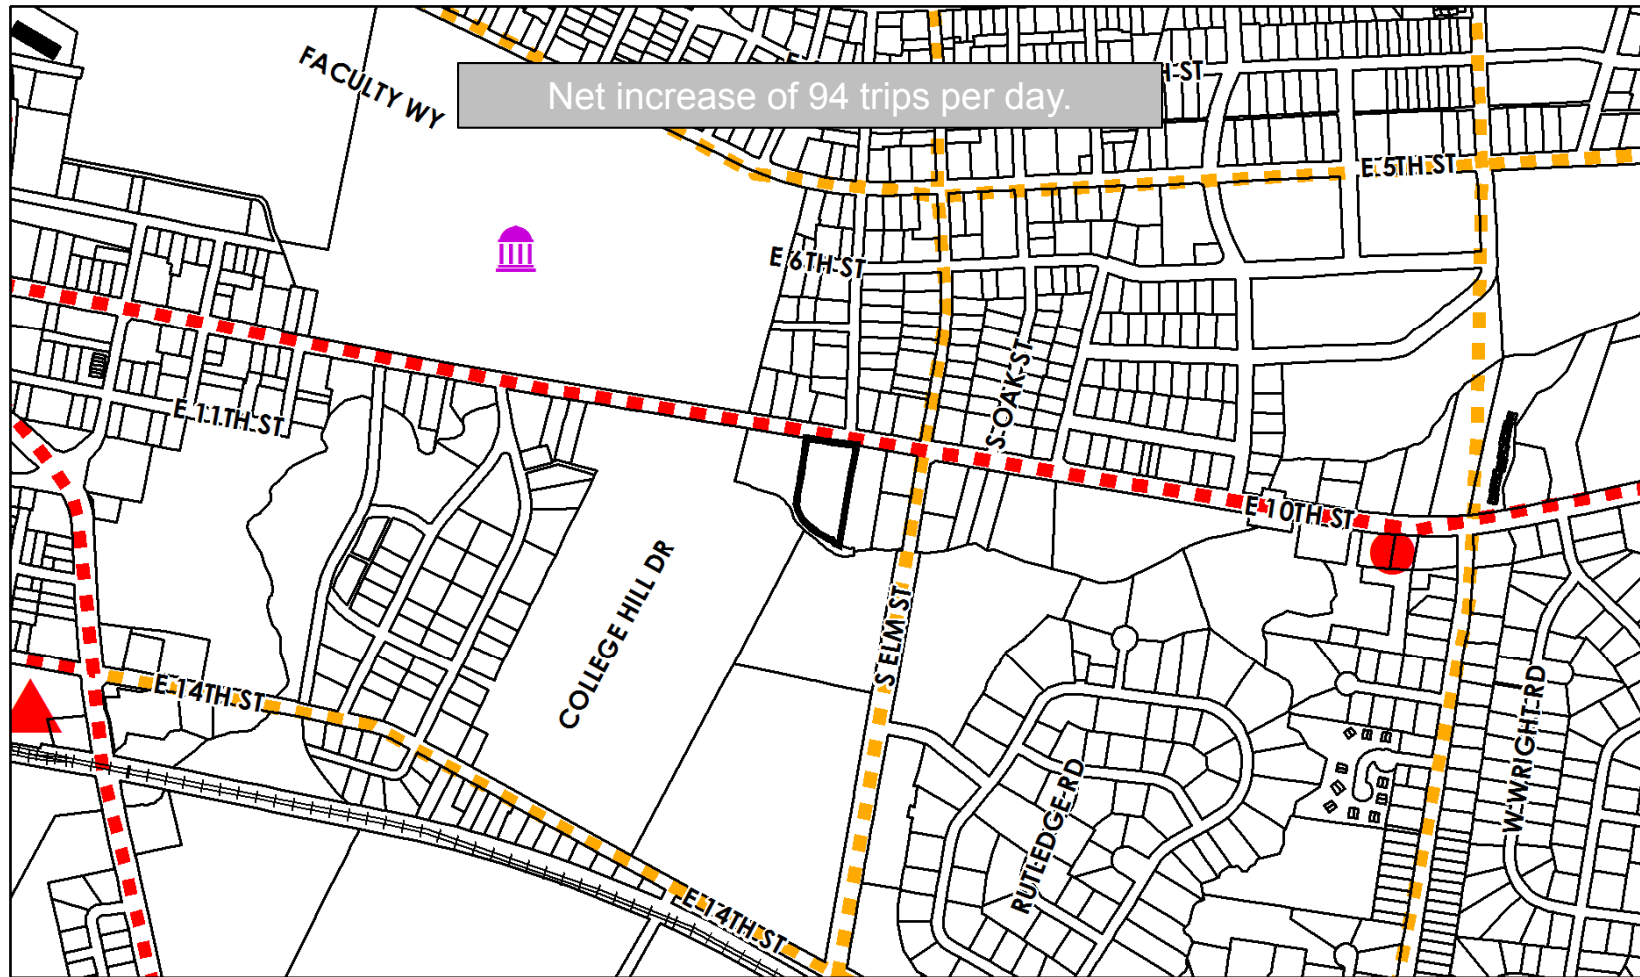 FACULTY WY
H ST
Net increase of 94 trips per day.
E 5TH ST
E 6TH ST
S OAK ST
E 11TH ST
E 10TH ST
COLLEGE HILL DR
S ELM ST
E 14TH ST
W WRIGHT RD
RUTLEDGE RD
E 14TH ST